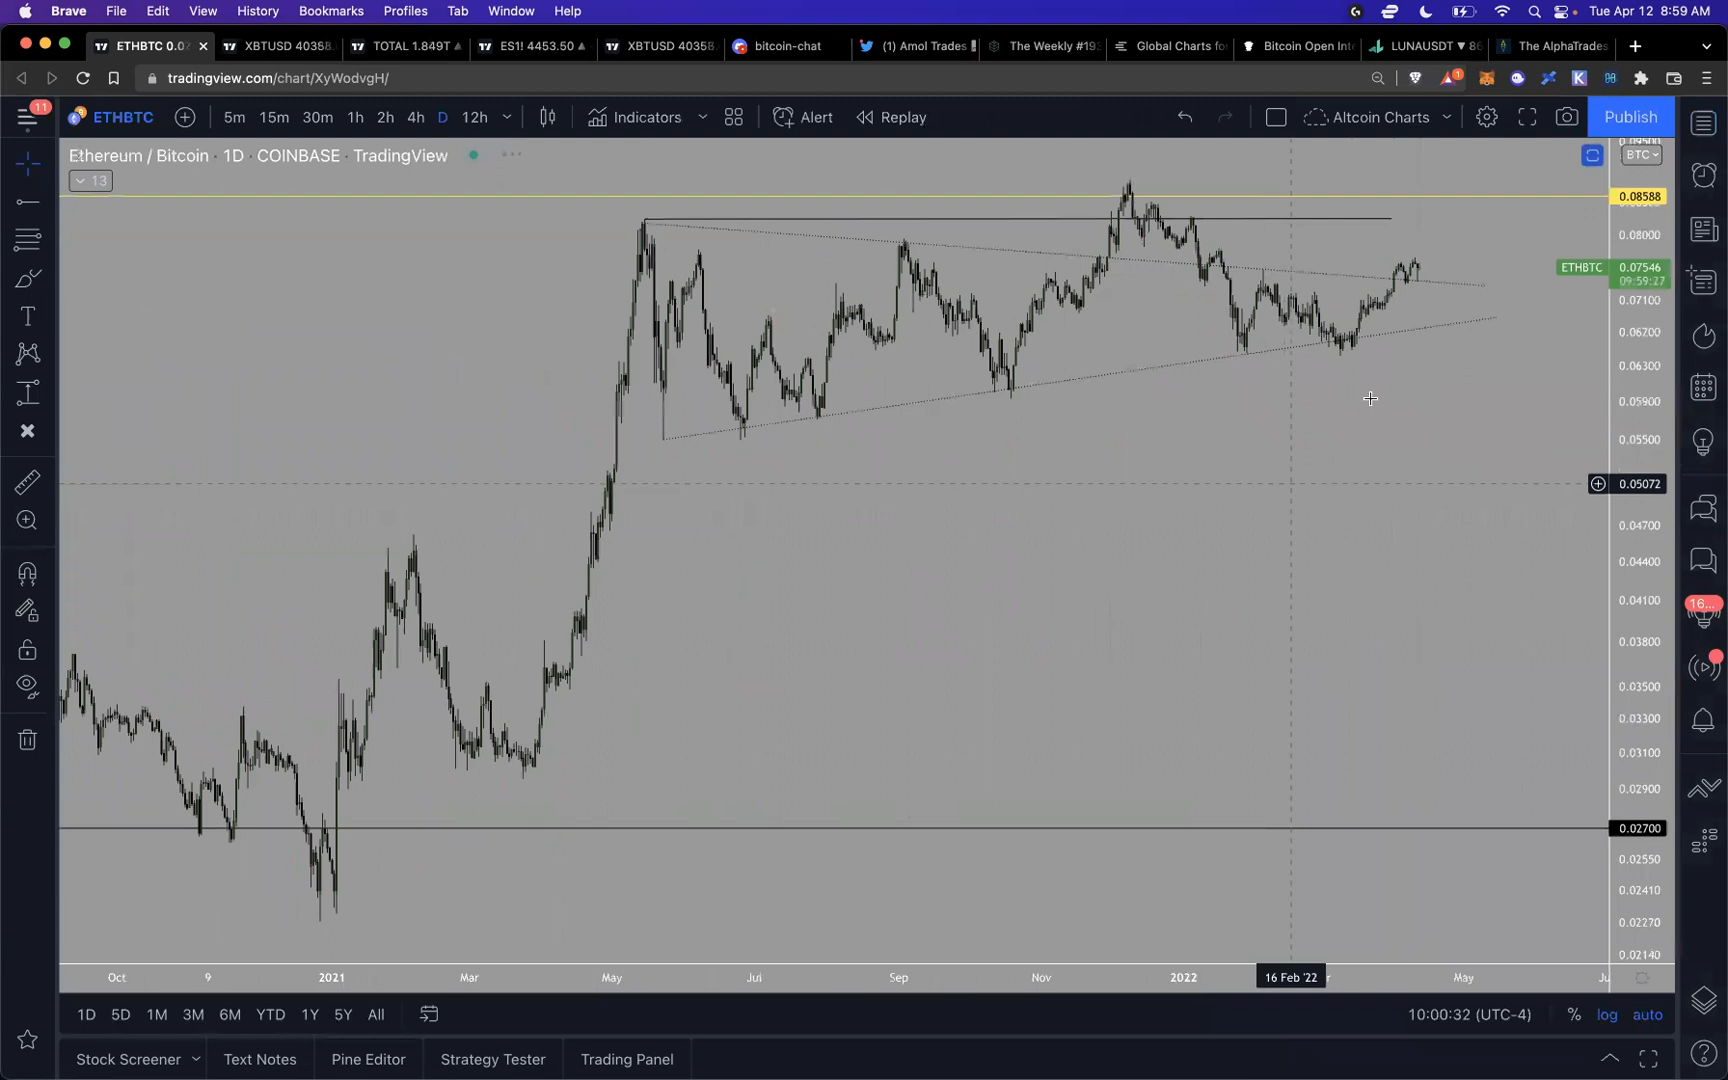 Brave File Edit View History Bookmarks Profiles Tab Window Help Tue Apr 12 8:59 AM
ETHBTC 0.0 XBTUSD 40358. TOTAL 1.849T ES1! 4453.50 XBTUSD 40358. bitcoin-chat (1) Amol Trades The Weekly #19 Global Charts fo Bitcoin Open Int LUNAUSDT ▼ 86 The AlphaTrades
tradingview.com/chart/XyWodvgH/ 1
11 ETHBTC 5m 15m 30m 1h 2h 4h D 12h Indicators Alert Replay Altcoin Charts Publish
Ethereum / Bitcoin · 1D · COINBASE · TradingView
BTC
13
0.08588
0.08000
ETHBTC 0.07546
09:59:27
0.07100
0.06700
0.06300
0.05900
0.05500
0.05072
0.04700
0.04400
0.04100
0.03800
0.03500
0.03300
0.03100
0.02900
0.02700
0.02550
0.02410
0.02270
0.02140
16...
Oct 9 2021 Mar May Jul Sep Nov 2022 16 Feb '22 May
1D 5D 1M 3M 6M YTD 1Y 5Y All 10:00:32 (UTC-4) % log auto
Stock Screener Text Notes Pine Editor Strategy Tester Trading Panel